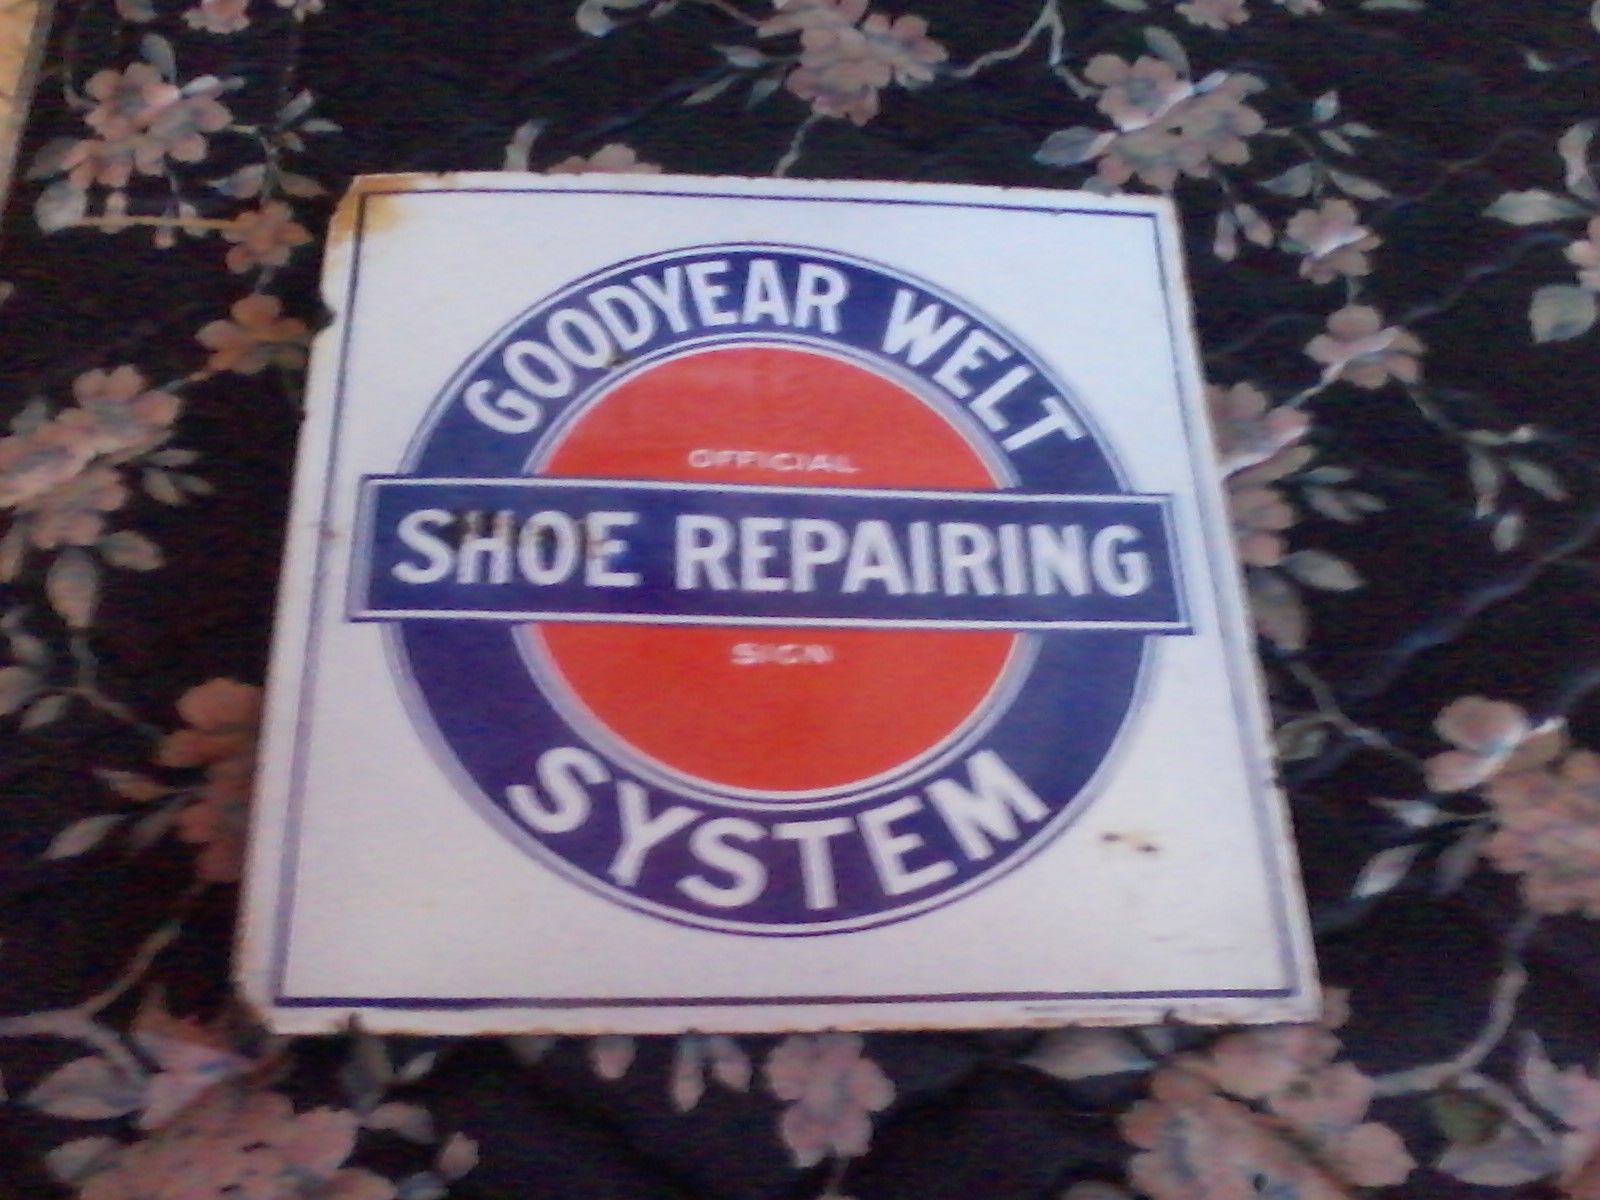 GOODYEAR WELT
OFFICIAL
SHOE REPAIRING
SIGN
SYSTEM